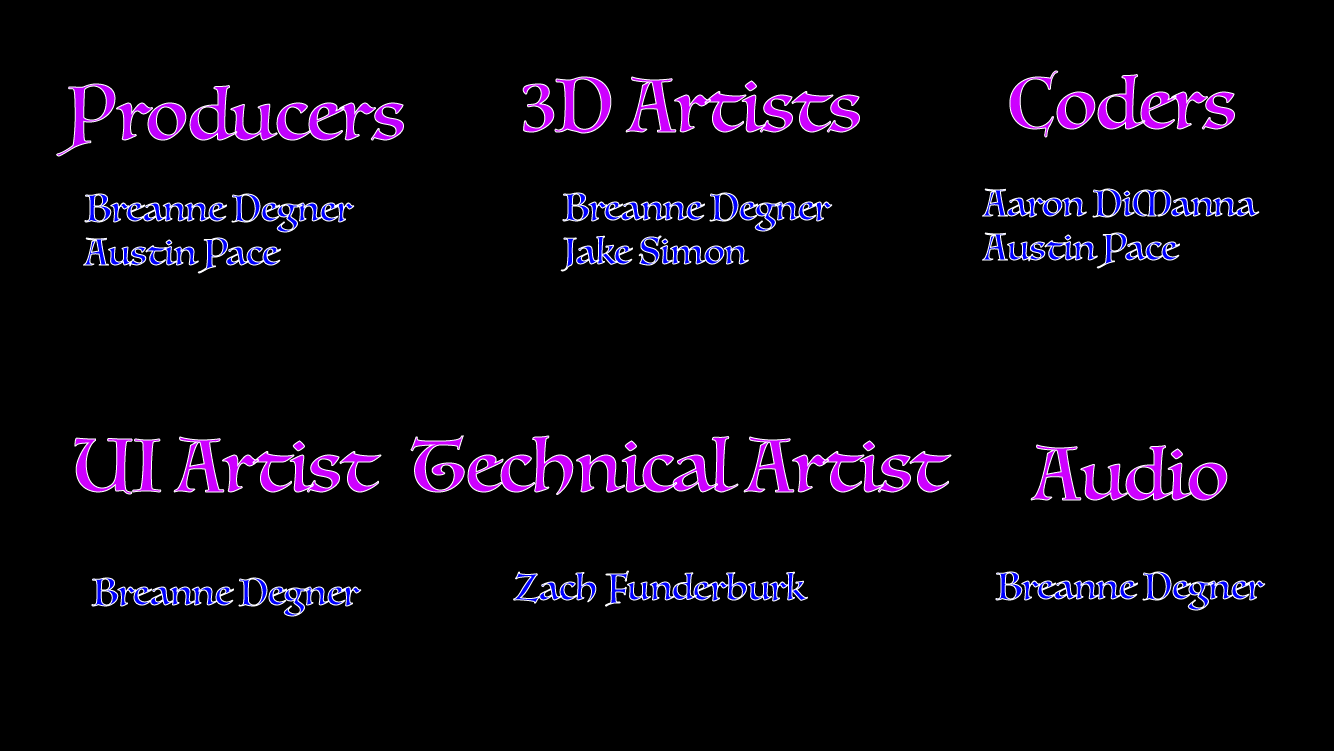 Producers
Breanne Degner
Austin Pace
3D Artists
Breanne Degner
Jake Simon
Coders
Aaron DiManna
Austin Pace
UI Artist
Breanne Degner
Technical Artist
Zach Funderburk
Audio
Breanne Degner